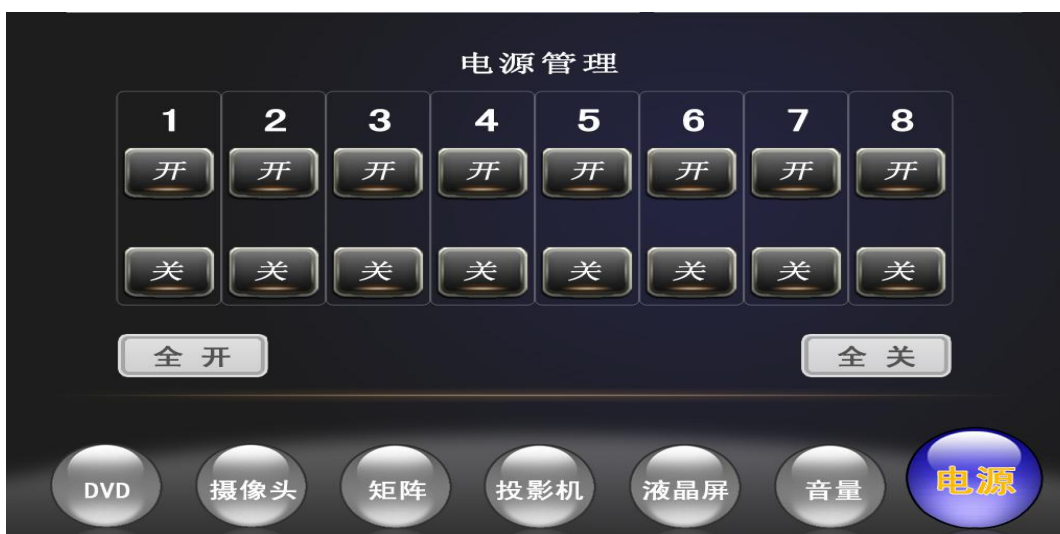 电源管理
1 2 3 4 5 6 7 8
开 开 开 开 开 开 开 开
关 关 关 关 关 关 关 关
全 开 全 关
DVD 摄像头 矩阵 投影机 液晶屏 音量 电源